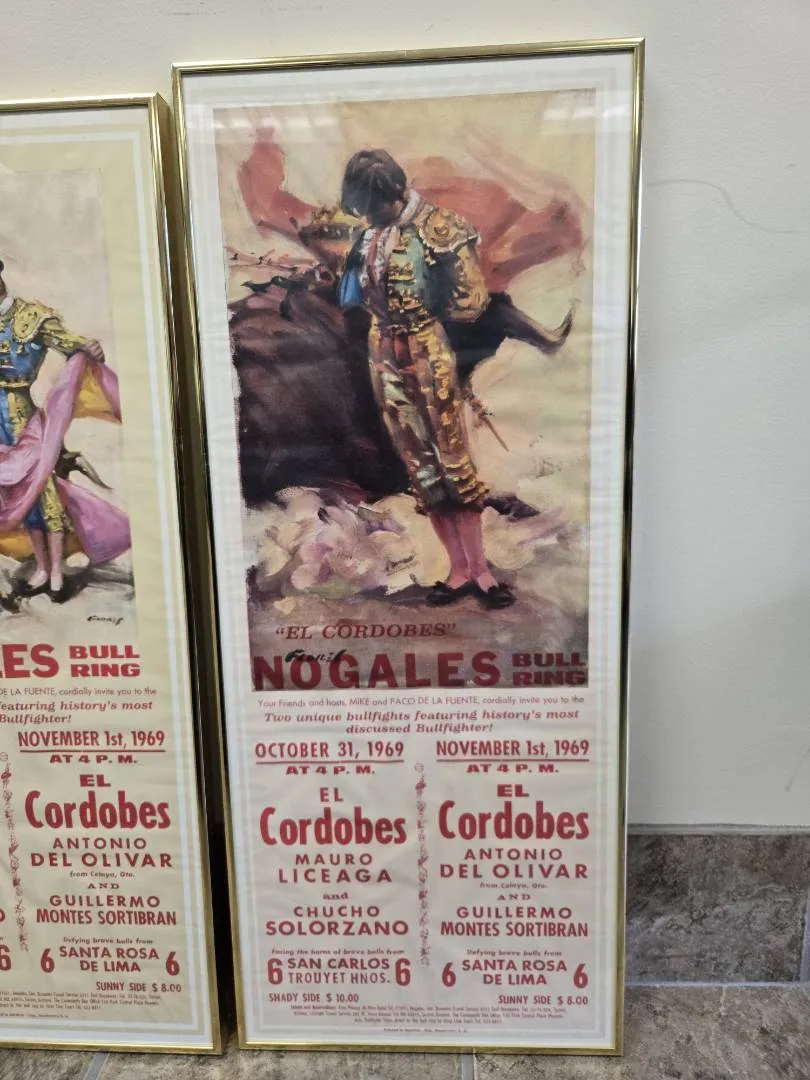 Flores
LES BULL
RING
DE LA FUENTE, cordially invite you to the
featuring history's most
Bullfighter!
NOVEMBER 1st, 1969
AT 4 P. M.
EL
Cordobes
ANTONIO
DEL OLIVAR
from Celaya, Gto.
AND
GUILLERMO
MONTES SORTIBRAN
Defying brave bulls from
6 6 SANTA ROSA
DE LIMA 6
SUNNY SIDE $ 8.00
"EL CORDOBES"
Flores
NOGALES BULL
RING
Your Friends and hosts, MIKE and PACO DE LA FUENTE, cordially invite you to the
Two unique bullfights featuring history's most
discussed Bullfighter!
OCTOBER 31, 1969
AT 4 P. M.
EL
Cordobes
MAURO
LICEAGA
and
CHUCHO
SOLORZANO
Facing the horns of brave bulls from
6 SAN CARLOS
TROUYET HNOS. 6
SHADY SIDE $ 10.00
NOVEMBER 1st, 1969
AT 4 P. M.
EL
Cordobes
ANTONIO
DEL OLIVAR
from Celaya, Gto.
AND
GUILLERMO
MONTES SORTIBRAN
Defying brave bulls from
6 SANTA ROSA
DE LIMA 6
SUNNY SIDE $ 8.00